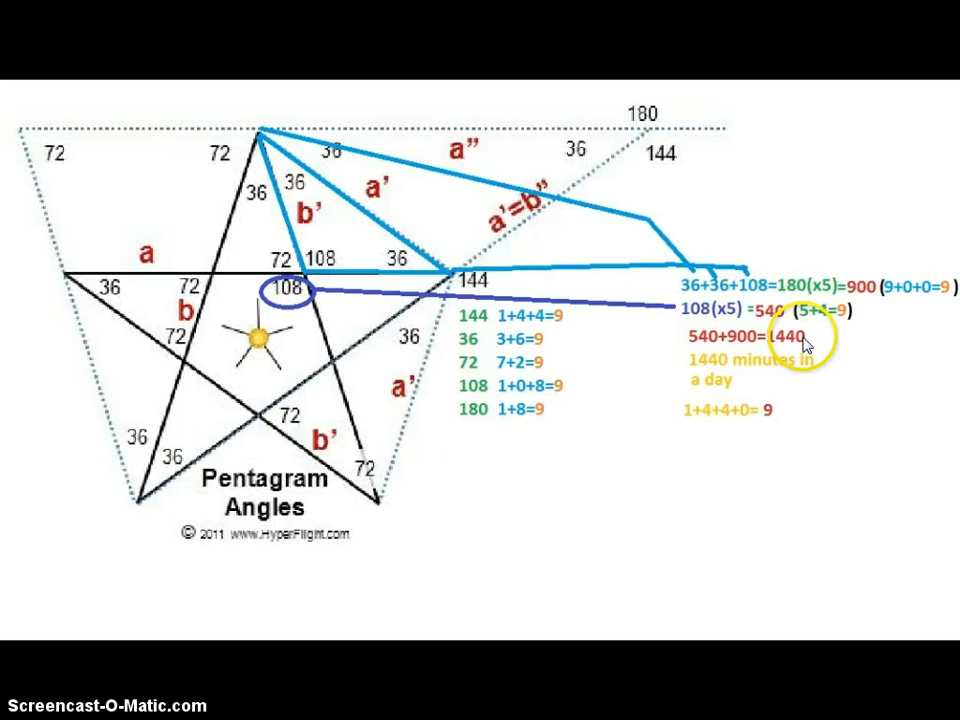 180
72 72 36 a" 36 144
36 36 a' a'=b"
b'
a 72 108 36
36 72 108 144
b
72 36
a'
72
b'
36 36 72
Pentagram
Angles
© 2011 www.HyperFlight.com
144 1+4+4=9
36 3+6=9
72 7+2=9
108 1+0+8=9
180 1+8=9
36+36+108=180(x5)=900 (9+0+0=9)
108(x5) =540 (5+4=9)
540+900=1440
1440 minutes in
a day
1+4+4+0= 9
Screencast-O-Matic.com